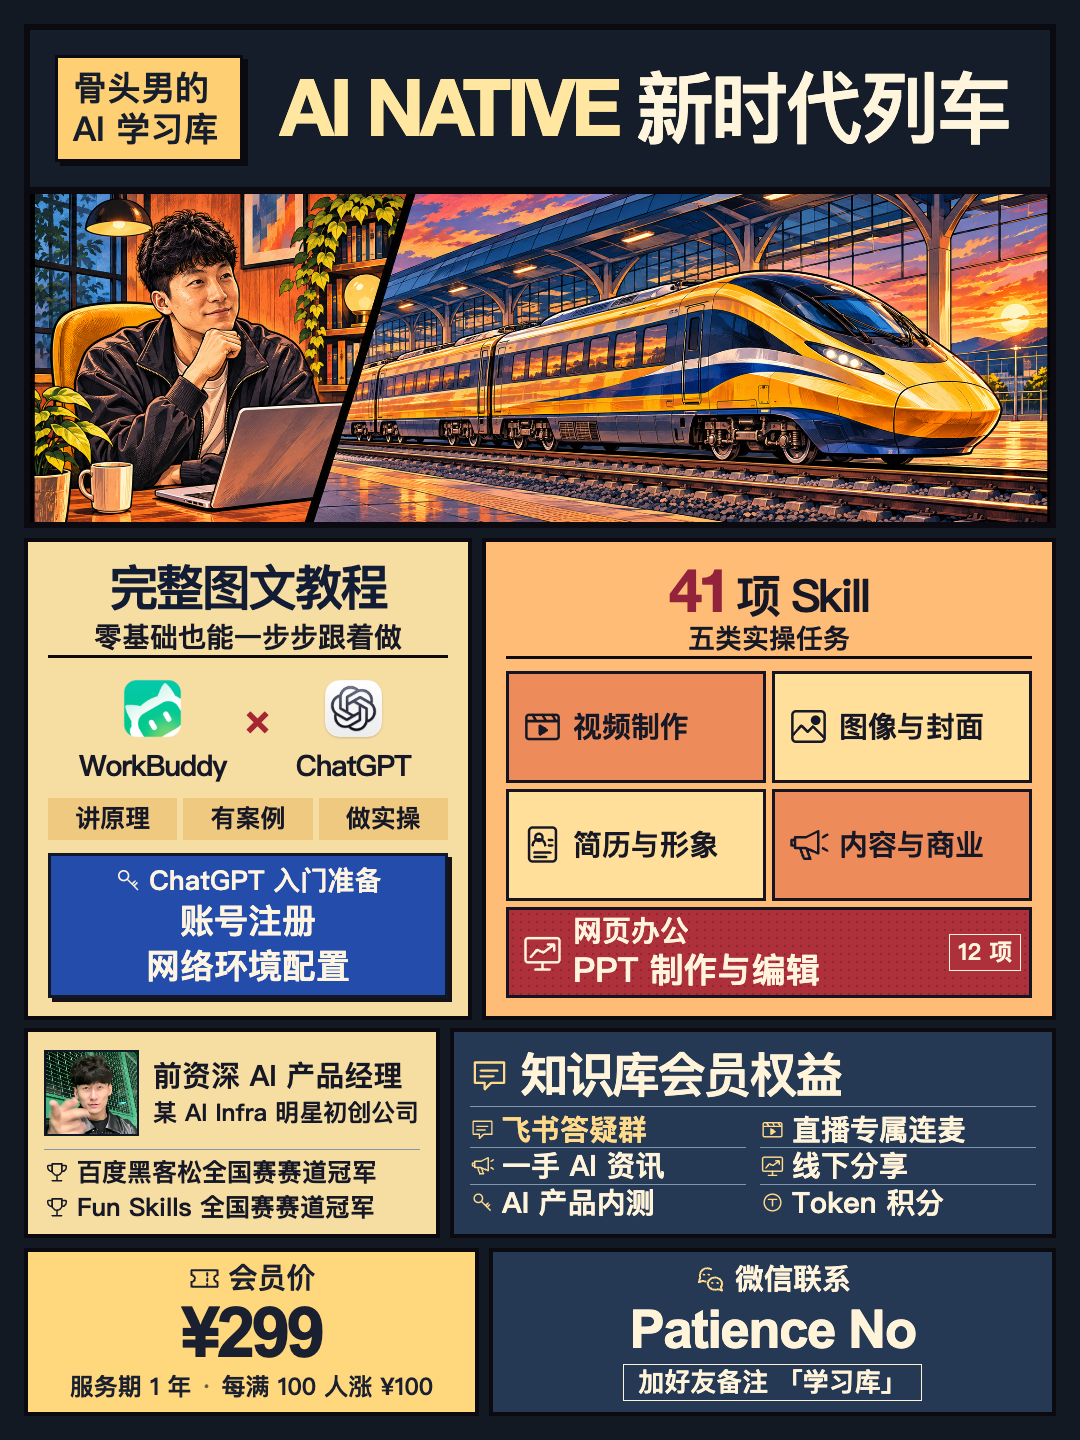 骨头男的
AI 学习库
AI NATIVE 新时代列车
完整图文教程
零基础也能一步步跟着做
WorkBuddy
×
ChatGPT
讲原理
有案例
做实操
ChatGPT 入门准备
账号注册
网络环境配置
41 项 Skill
五类实操任务
视频制作
图像与封面
简历与形象
内容与商业
网页办公
PPT 制作与编辑
12 项
前资深 AI 产品经理
某 AI Infra 明星初创公司
百度黑客松全国赛赛道冠军
Fun Skills 全国赛赛道冠军
知识库会员权益
飞书答疑群
直播专属连麦
一手 AI 资讯
线下分享
AI 产品内测
Token 积分
会员价
¥299
服务期 1 年 · 每满 100 人涨 ¥100
微信联系
Patience No
加好友备注 「学习库」